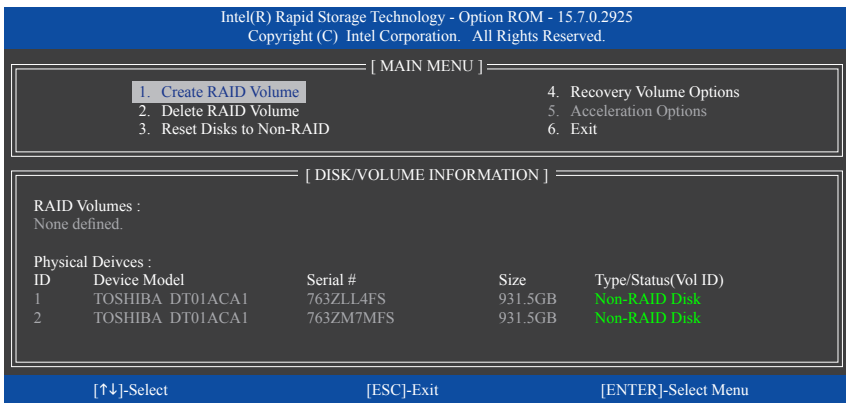 Intel(R) Rapid Storage Technology - Option ROM - 15.7.0.2925
Copyright (C) Intel Corporation. All Rights Reserved.
[ MAIN MENU ]
1. Create RAID Volume
2. Delete RAID Volume
3. Reset Disks to Non-RAID
4. Recovery Volume Options
5. Acceleration Options
6. Exit
[ DISK/VOLUME INFORMATION ]
RAID Volumes :
None defined.
Physical Deivces :
ID Device Model Serial # Size Type/Status(Vol ID)
1 TOSHIBA DT01ACA1 763ZLL4FS 931.5GB Non-RAID Disk
2 TOSHIBA DT01ACA1 763ZM7MFS 931.5GB Non-RAID Disk
[↑↓]-Select [ESC]-Exit [ENTER]-Select Menu